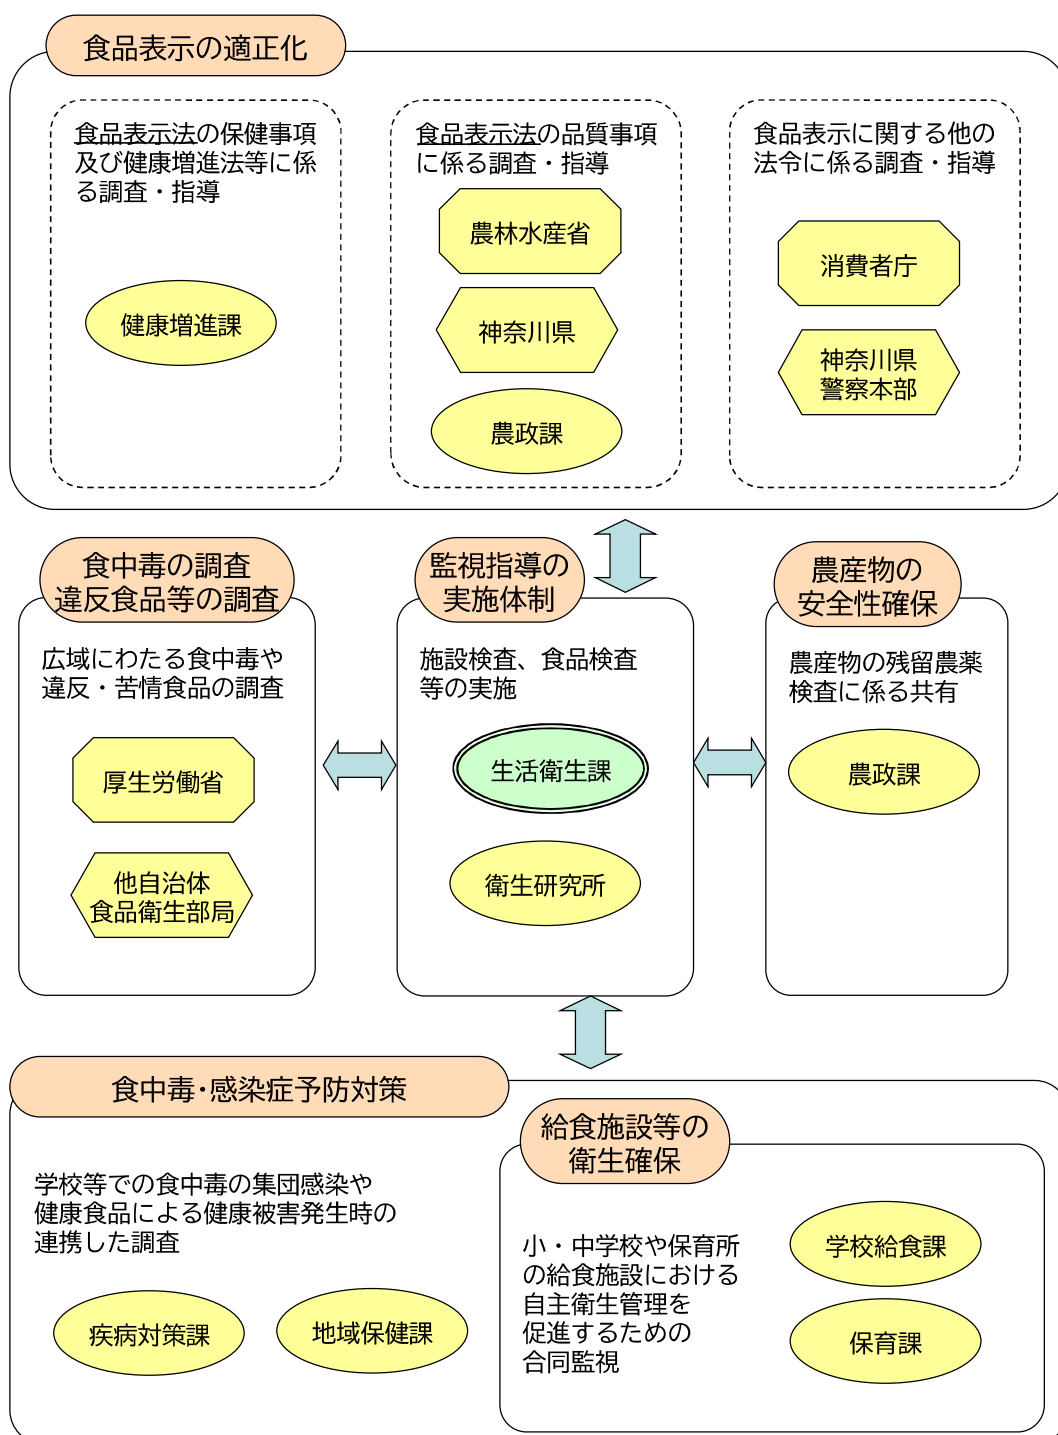 食品表示の適正化
食品表示法の保健事項
及び健康増進法等に係
る調査・指導
健康増進課
食品表示法の品質事項
に係る調査・指導
農林水産省
神奈川県
農政課
食品表示に関する他の
法令に係る調査・指導
消費者庁
神奈川県
警察本部
食中毒の調査
違反食品等の調査
広域にわたる食中毒や
違反・苦情食品の調査
厚生労働省
他自治体
食品衛生部局
監視指導の
実施体制
施設検査、食品検査
等の実施
生活衛生課
衛生研究所
農産物の
安全性確保
農産物の残留農薬
検査に係る共有
農政課
食中毒･感染症予防対策
学校等での食中毒の集団感染や
健康食品による健康被害発生時の
連携した調査
疾病対策課
地域保健課
給食施設等の
衛生確保
小・中学校や保育所
の給食施設における
自主衛生管理を
促進するための
合同監視
学校給食課
保育課